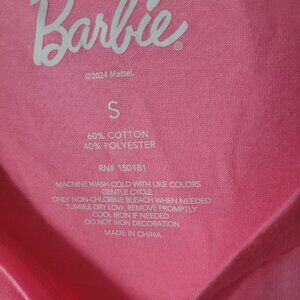 Barbie®
©2024 Mattel.
S
60% COTTON
40% POLYESTER
RN# 150181
MACHINE WASH COLD WITH LIKE COLORS
GENTLE CYCLE
ONLY NON-CHLORINE BLEACH WHEN NEEDED
TUMBLE DRY LOW, REMOVE PROMPTLY
COOL IRON IF NEEDED
DO NOT IRON DECORATION
MADE IN CHINA